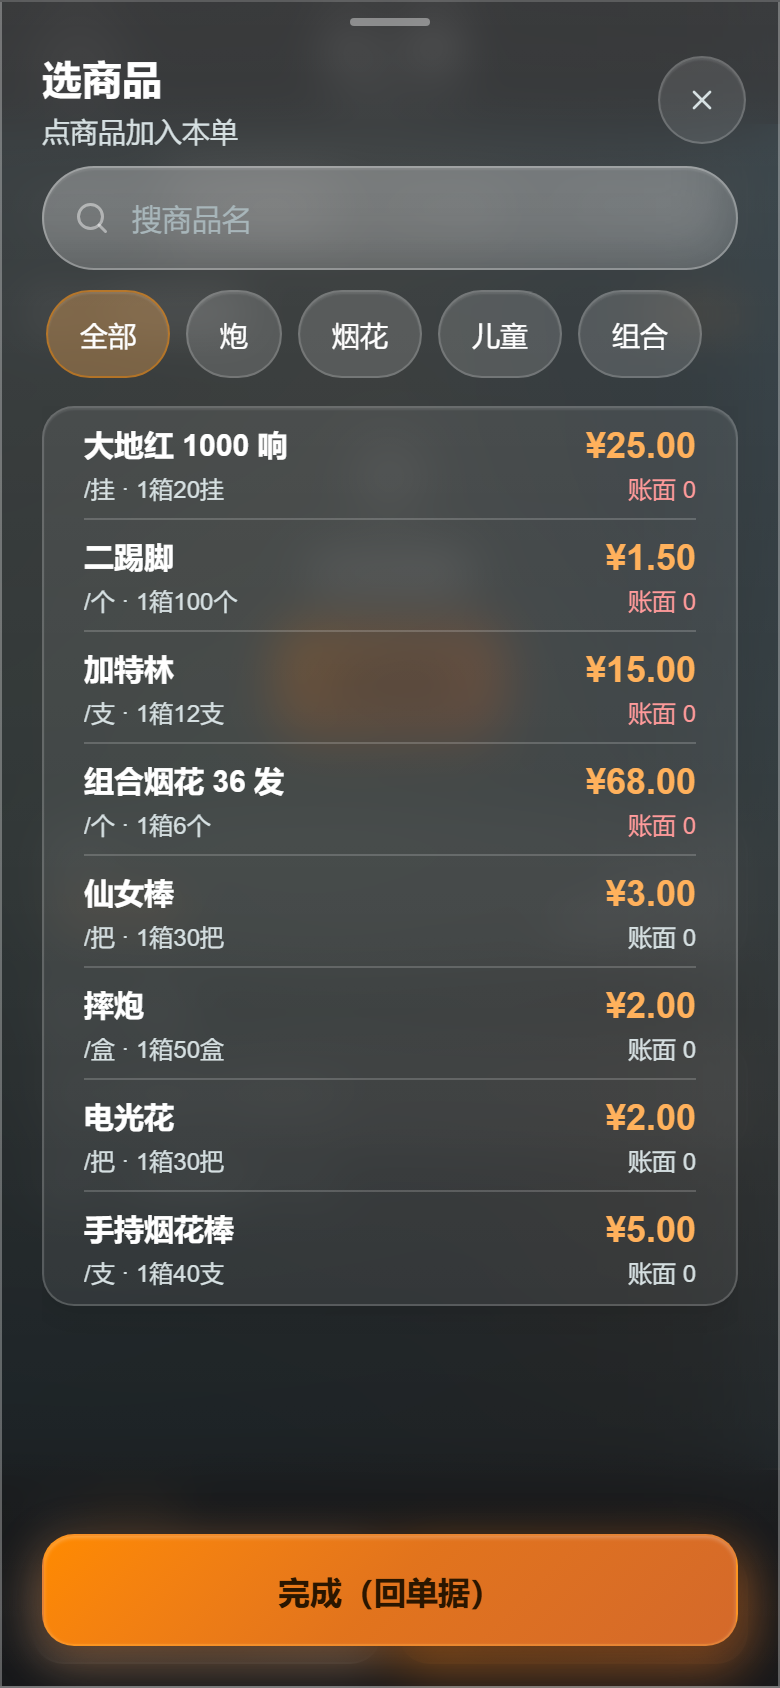 选商品
点商品加入本单
搜商品名
全部 炮 烟花 儿童 组合
大地红 1000 响 ¥25.00
/挂 · 1箱20挂 账面 0
二踢脚 ¥1.50
/个 · 1箱100个 账面 0
加特林 ¥15.00
/支 · 1箱12支 账面 0
组合烟花 36 发 ¥68.00
/个 · 1箱6个 账面 0
仙女棒 ¥3.00
/把 · 1箱30把 账面 0
摔炮 ¥2.00
/盒 · 1箱50盒 账面 0
电光花 ¥2.00
/把 · 1箱30把 账面 0
手持烟花棒 ¥5.00
/支 · 1箱40支 账面 0
完成（回单据）